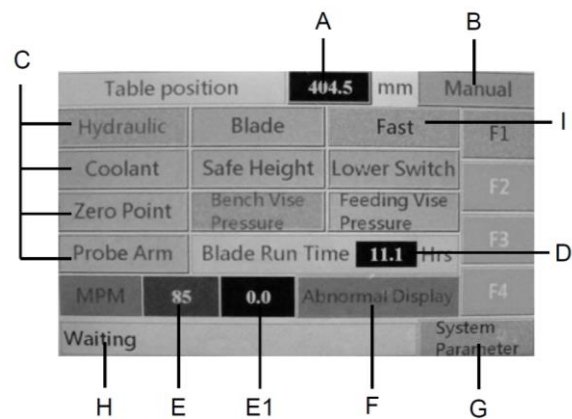 A
B
C
Table position 404.5 mm Manual
I
Hydraulic Blade Fast F1
Coolant Safe Height Lower Switch F2
Zero Point Bench Vise Pressure Feeding Vise Pressure
Probe Arm Blade Run Time 11.1 Hrs F3
D
MPM 85 0.0 Abnormal Display F4
Waiting System Parameter
H E E1 F G